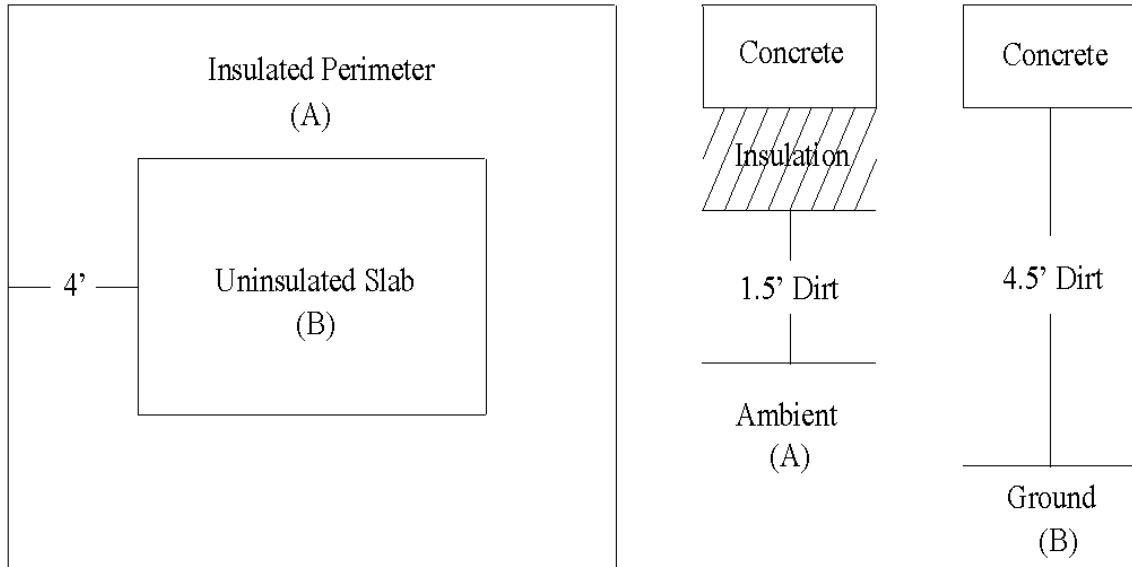 Insulated Perimeter
(A)
4’
Uninsulated Slab
(B)
Concrete
Insulation
1.5’ Dirt
Ambient
(A)
Concrete
4.5’ Dirt
Ground
(B)